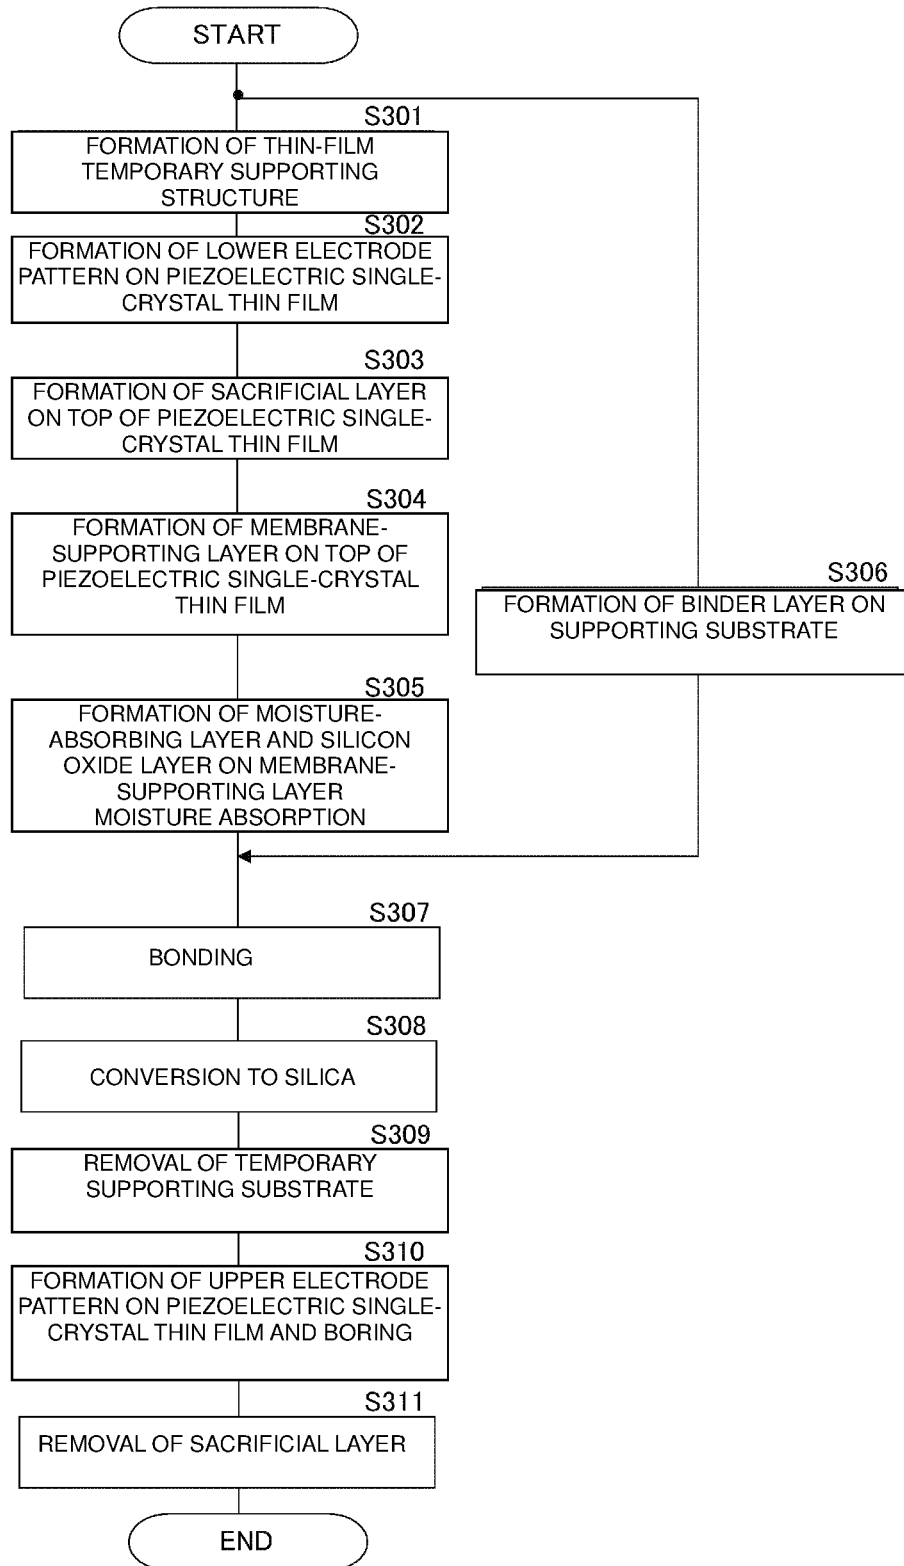 START
S301
FORMATION OF THIN-FILM
TEMPORARY SUPPORTING
STRUCTURE
S302
FORMATION OF LOWER ELECTRODE
PATTERN ON PIEZOELECTRIC SINGLE-
CRYSTAL THIN FILM
S303
FORMATION OF SACRIFICIAL LAYER
ON TOP OF PIEZOELECTRIC SINGLE-
CRYSTAL THIN FILM
S304
FORMATION OF MEMBRANE-
SUPPORTING LAYER ON TOP OF
PIEZOELECTRIC SINGLE-CRYSTAL
THIN FILM
S306
FORMATION OF BINDER LAYER ON
SUPPORTING SUBSTRATE
S305
FORMATION OF MOISTURE-
ABSORBING LAYER AND SILICON
OXIDE LAYER ON MEMBRANE-
SUPPORTING LAYER
MOISTURE ABSORPTION
S307
BONDING
S308
CONVERSION TO SILICA
S309
REMOVAL OF TEMPORARY
SUPPORTING SUBSTRATE
S310
FORMATION OF UPPER ELECTRODE
PATTERN ON PIEZOELECTRIC SINGLE-
CRYSTAL THIN FILM AND BORING
S311
REMOVAL OF SACRIFICIAL LAYER
END